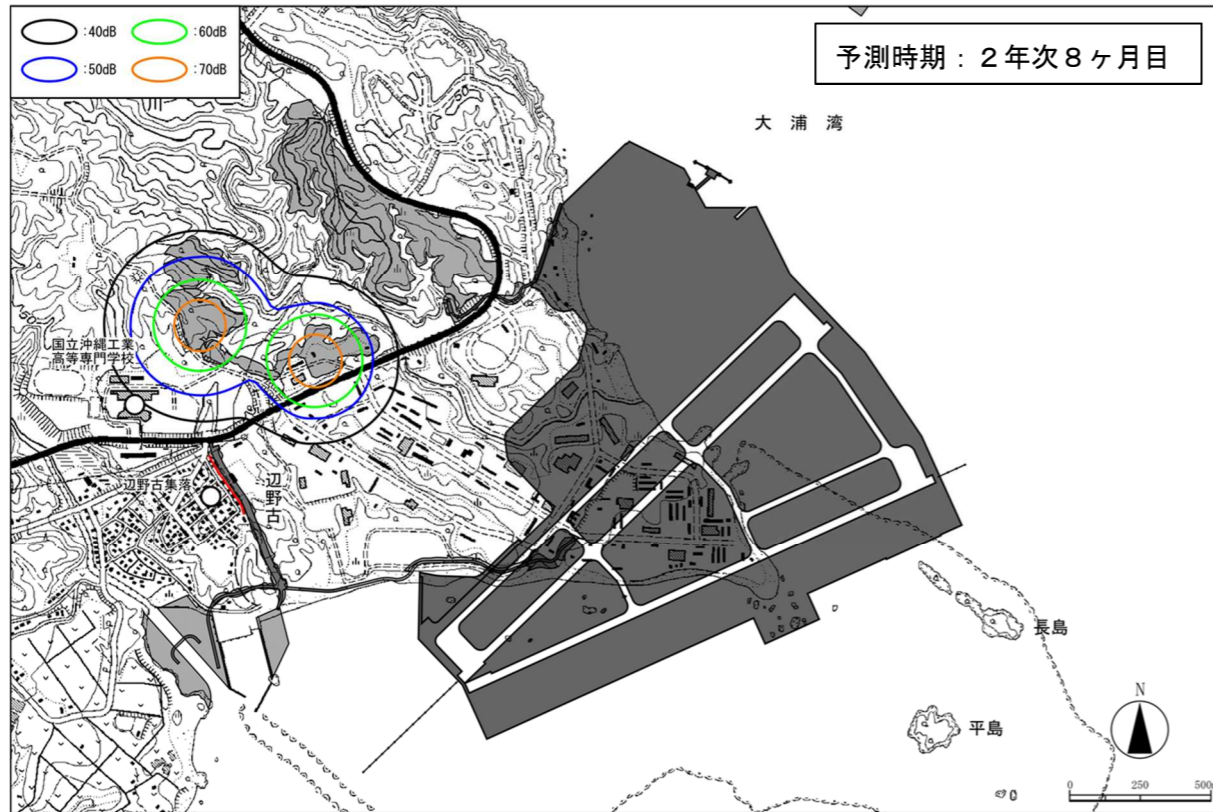 :40dB
:60dB
:50dB
:70dB
予測時期：２年次８ヶ月目
大 浦 湾
50
国立沖縄工業
高等専門学校
辺野古集落
辺野古
長島
平島
N
0 250 500m